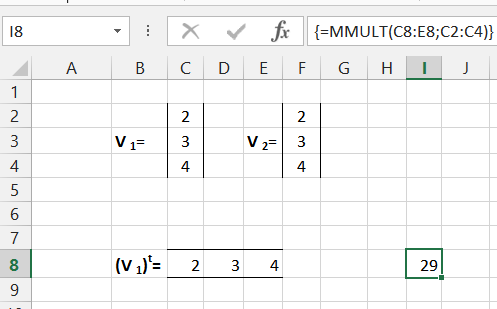 I8 fx {=MMULT(C8:E8;C2:C4)}
A B C D E F G H I J
1
2 2 2
3 V 1= 3 V 2= 3
4 4 4
5
6
7
8 (V 1)t= 2 3 4 29
9